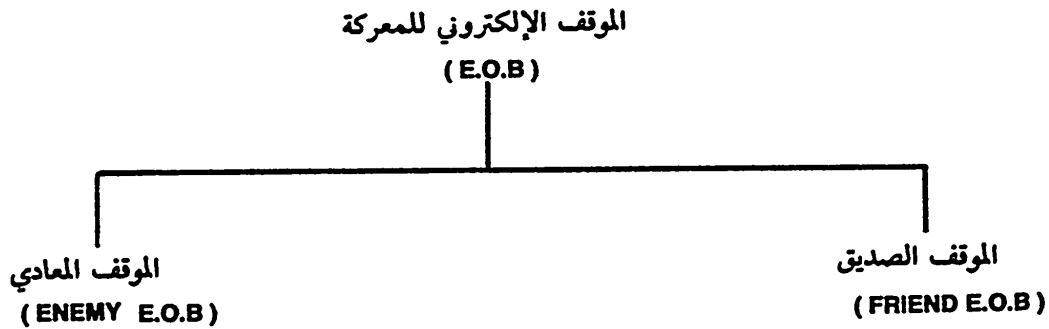 الموقف الإلكتروني للمعركة
( E.O.B )
الموقف الصديق
( FRIEND E.O.B )
الموقف المعادي
( ENEMY E.O.B )